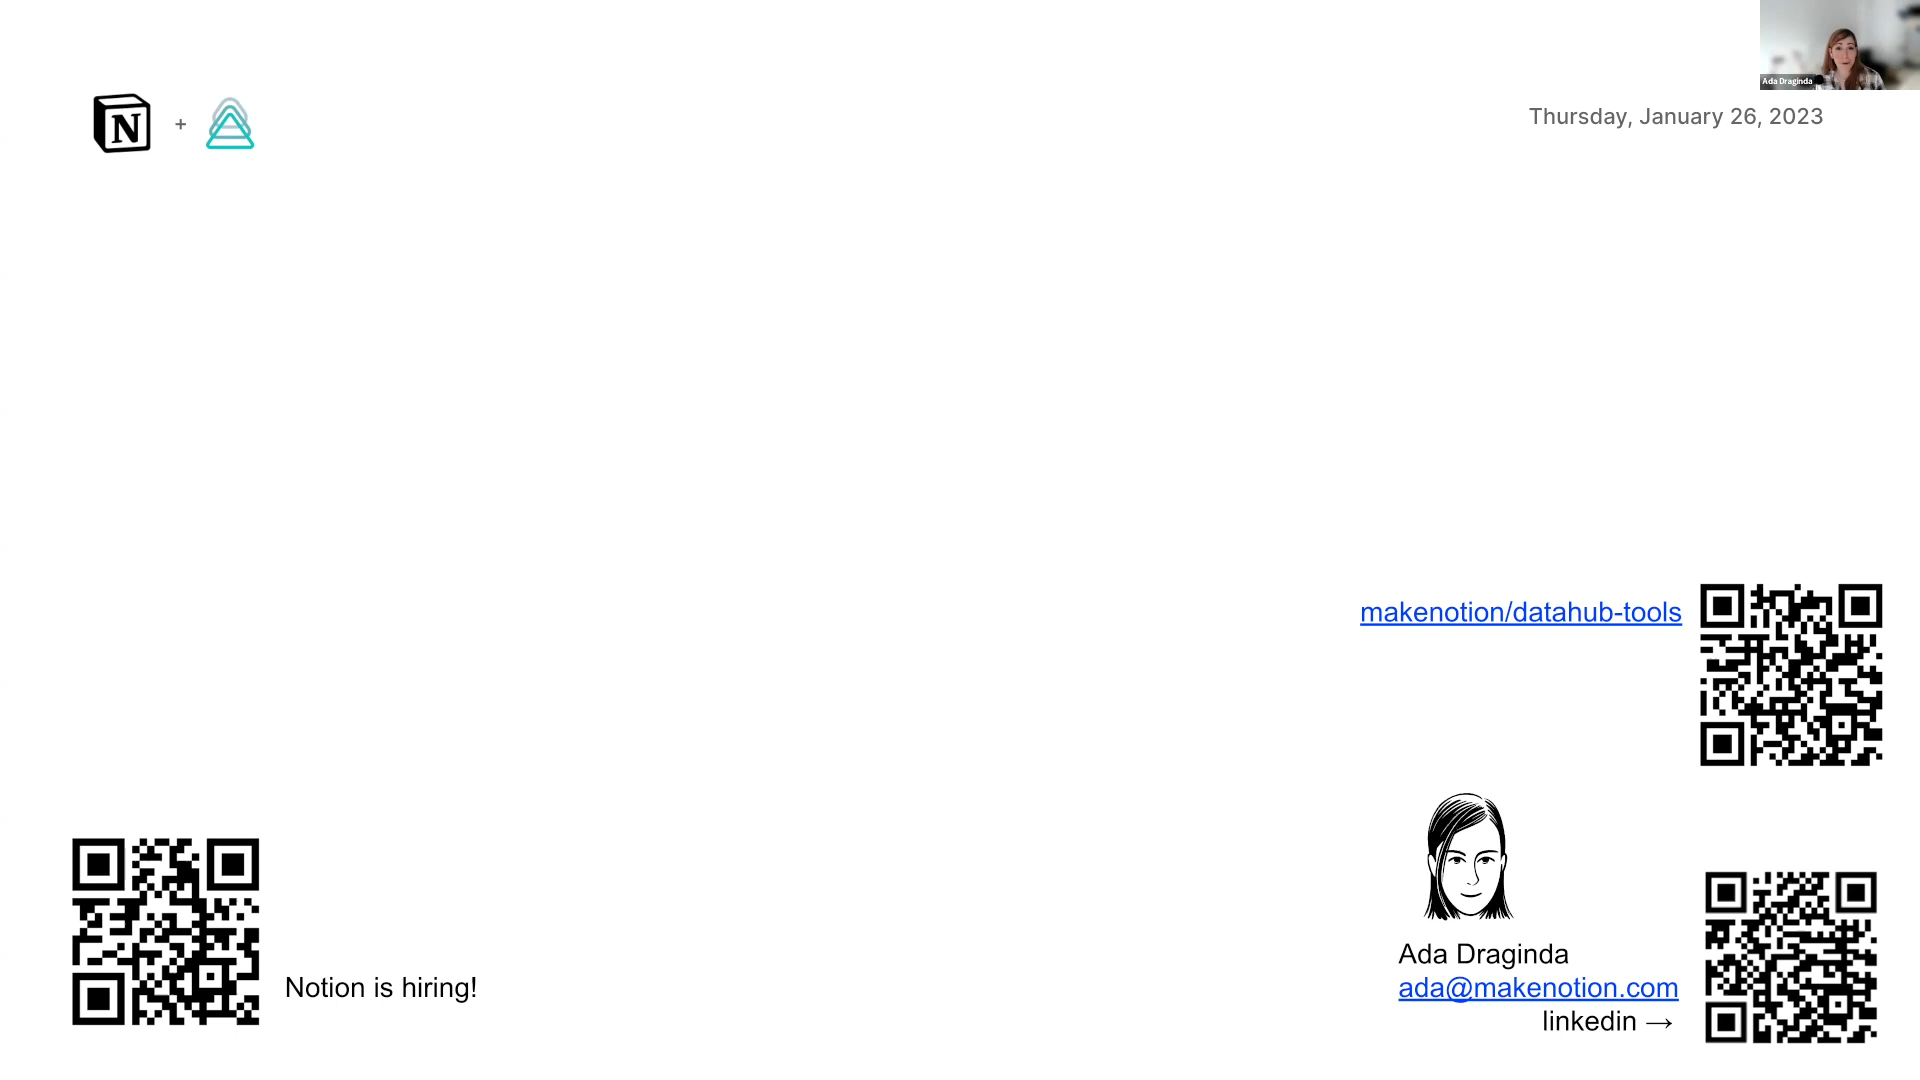 Ada Draginda
N +
Thursday, January 26, 2023
makenotion/datahub-tools
Notion is hiring!
Ada Draginda
ada@makenotion.com
linkedin →